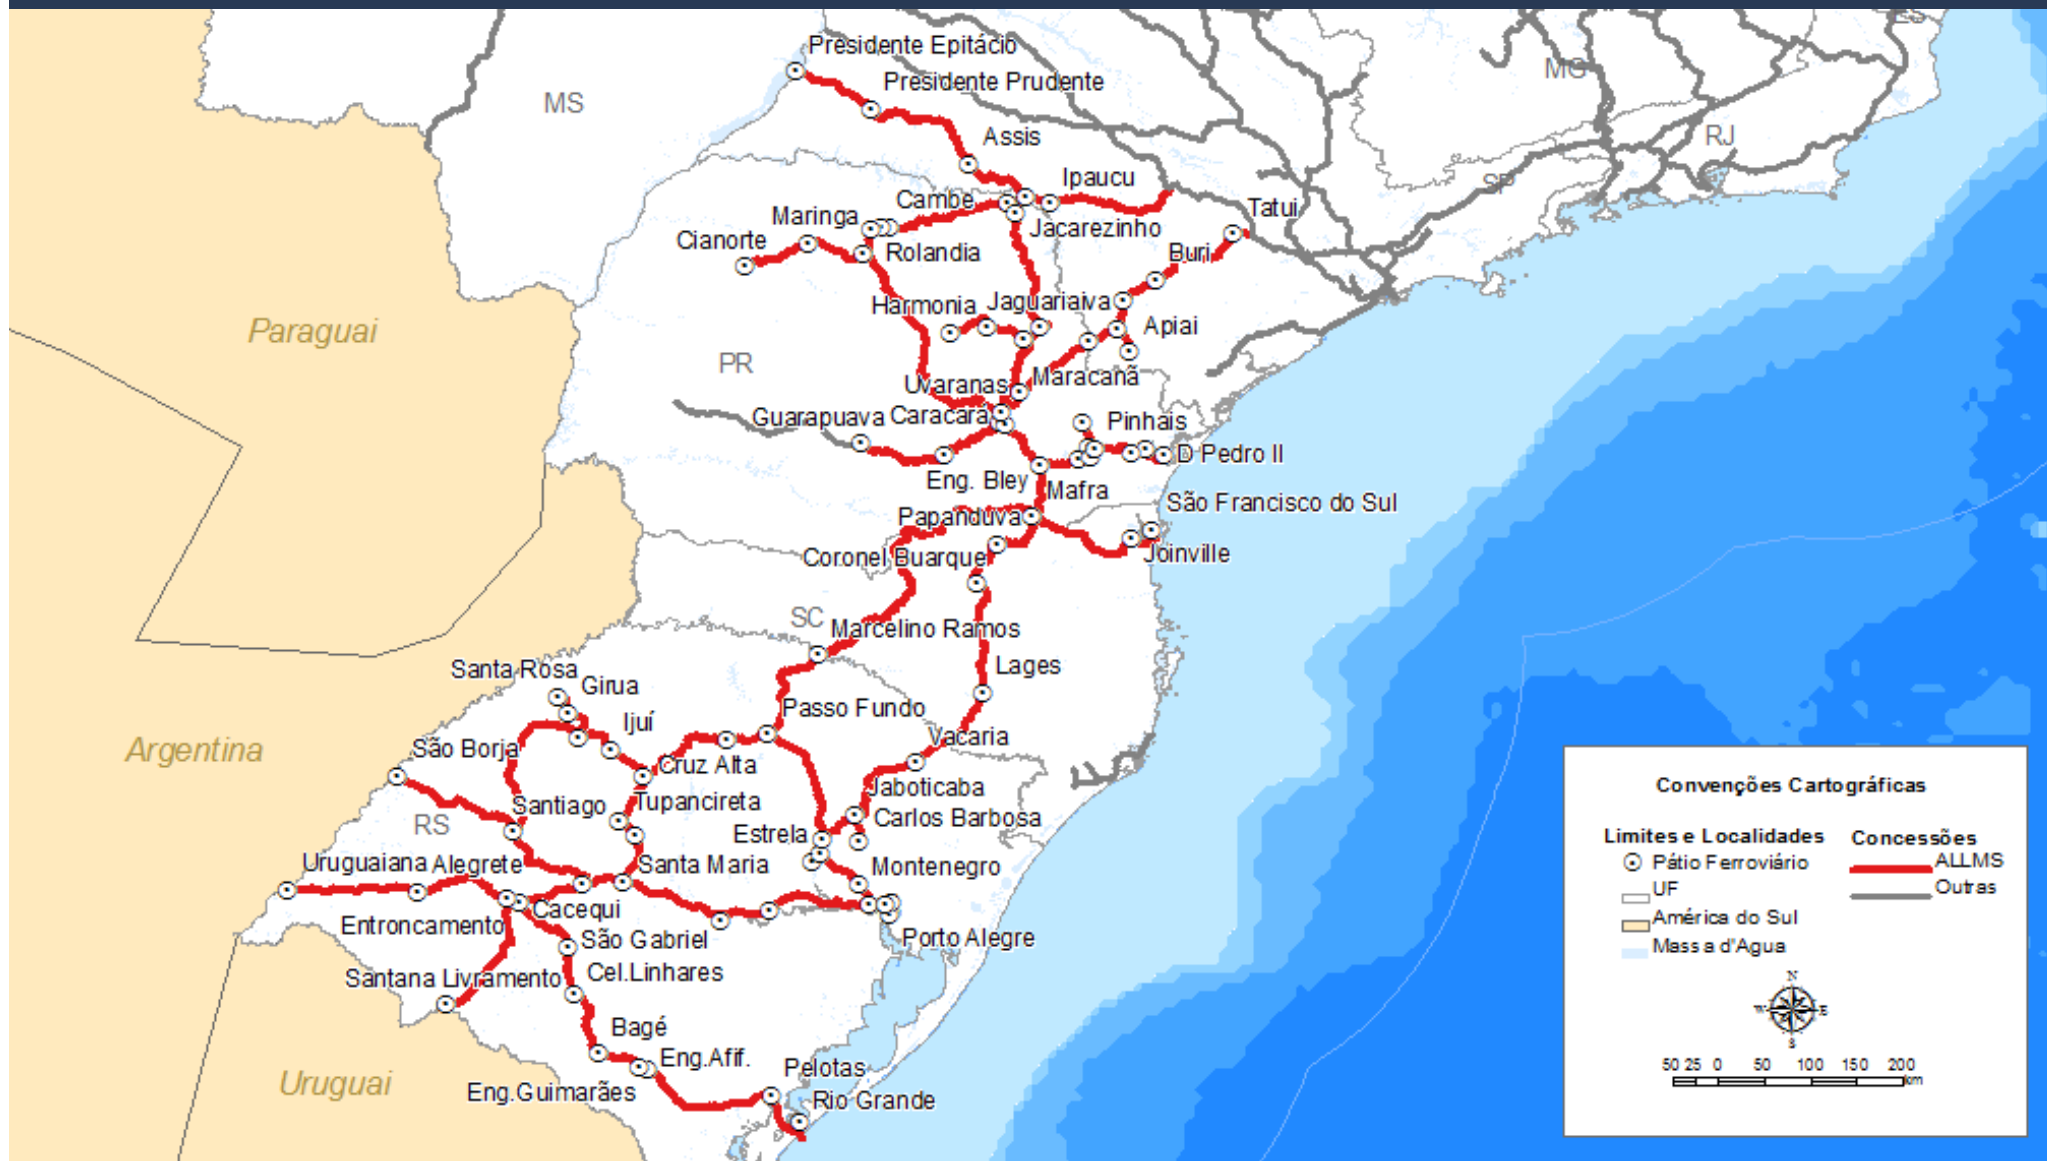 Presidente Epitácio
Presidente Prudente
MS
MG
Assis
RJ
Ipaucu
SP
Cambe
Maringa
Tatui
Cianorte
Jacarezinho
Rolandia
Buri
Harmonia
Jaguariaiva
Paraguai
Apiai
PR
Uvaranas
Maracanã
Guarapuava
Caracará
Pinhais
D Pedro II
Eng. Bley
Mafra
São Francisco do Sul
Papanduva
Coronel Buarque
Joinville
SC
Marcelino Ramos
Santa Rosa
Girua
Lages
Passo Fundo
Ijuí
São Borja
Argentina
Vacaria
Cruz Alta
Jaboticaba
Santiago
Tupancireta
Carlos Barbosa
RS
Estrela
Uruguaiana
Alegrete
Santa Maria
Montenegro
Cacequi
Entroncamento
São Gabriel
Porto Alegre
Santana Livramento
Cel.Linhares
Bagé
Eng.Afif.
Pelotas
Uruguai
Eng.Guimarães
Rio Grande
Convenções Cartográficas
Limites e Localidades
Concessões
Pátio Ferroviário
ALLMS
UF
Outras
América do Sul
Massa d'Agua
N
W
E
S
50 25 0 50 100 150 200
km